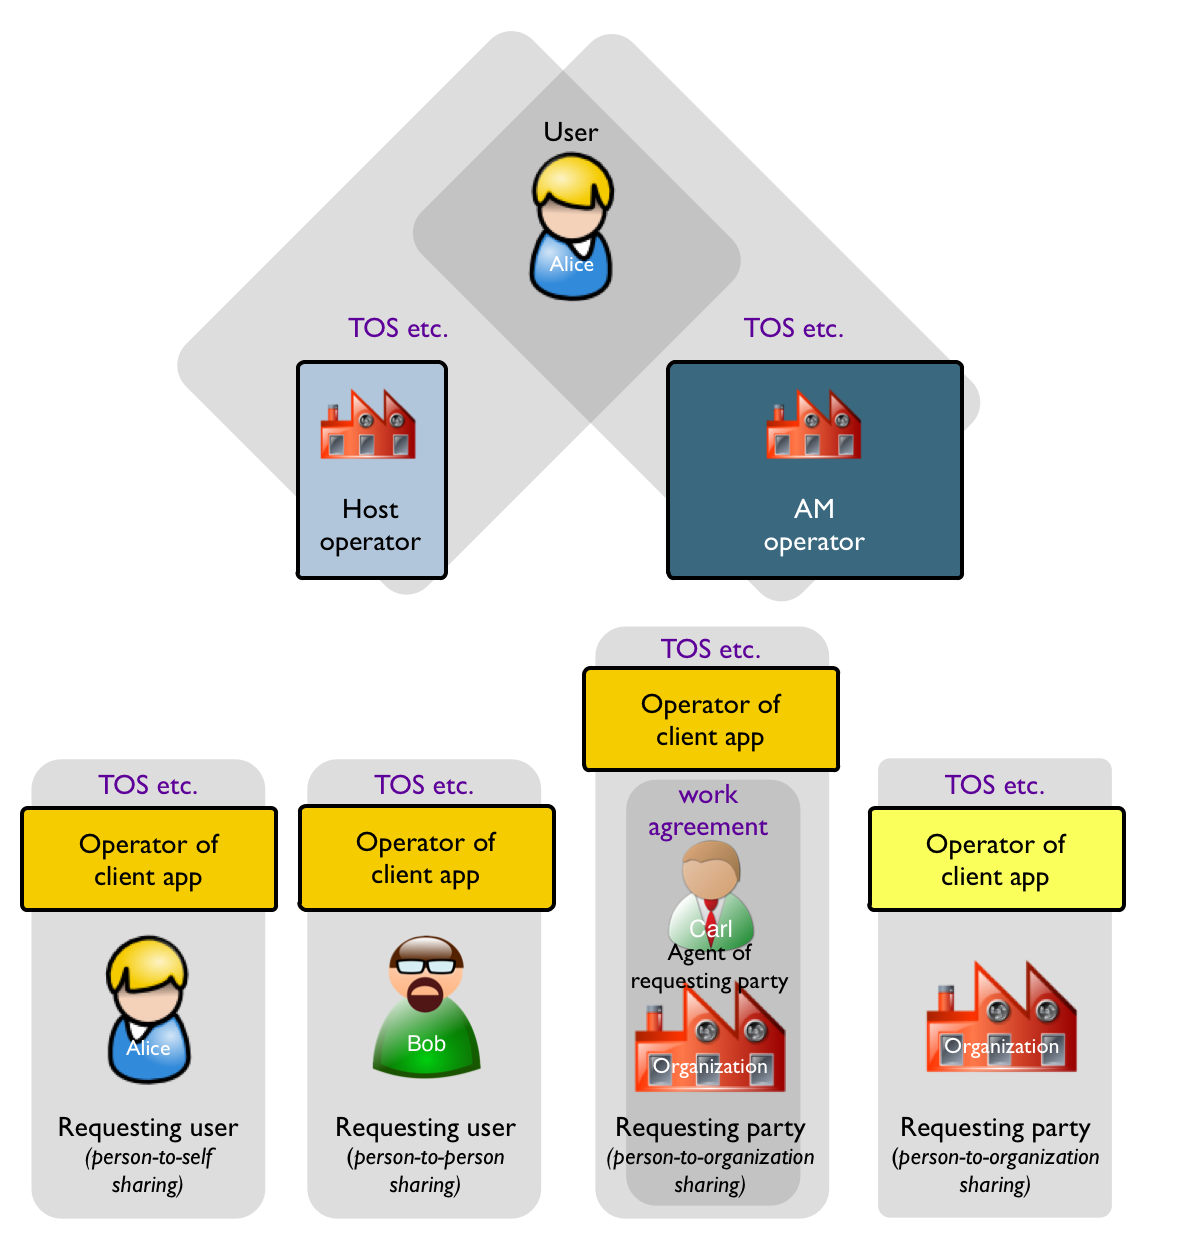 User
Alice
TOS etc.
TOS etc.
Host
operator
AM
operator
TOS etc.
Operator of
client app
work
agreement
Carl
Agent of
requesting party
Organization
Requesting party
(person-to-organization
sharing)
TOS etc.
Operator of
client app
Alice
Requesting user
(person-to-self
sharing)
TOS etc.
Operator of
client app
Bob
Requesting user
(person-to-person
sharing)
TOS etc.
Operator of
client app
Organization
Requesting party
(person-to-organization
sharing)